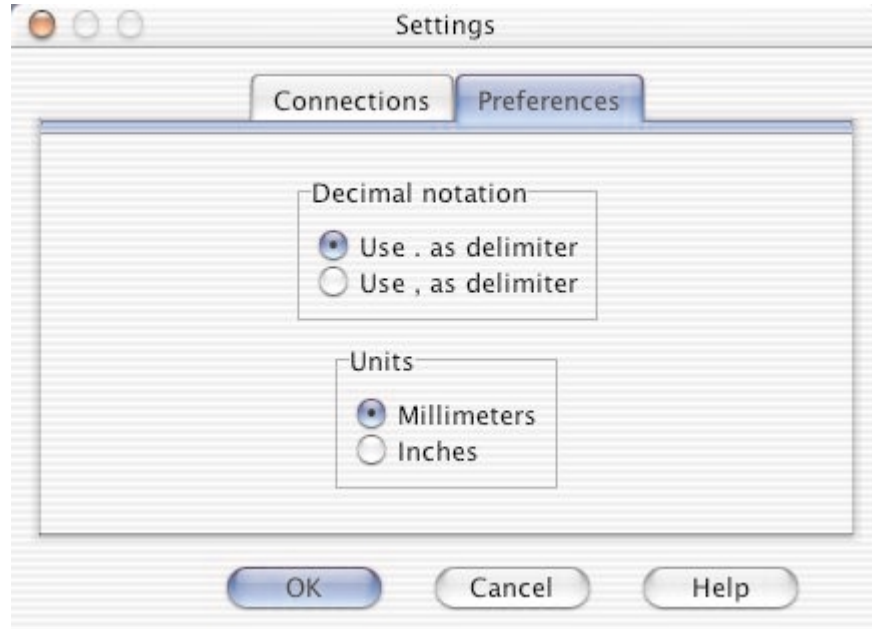 Settings
Connections Preferences
Decimal notation
Use . as delimiter
Use , as delimiter
Units
Millimeters
Inches
OK Cancel Help